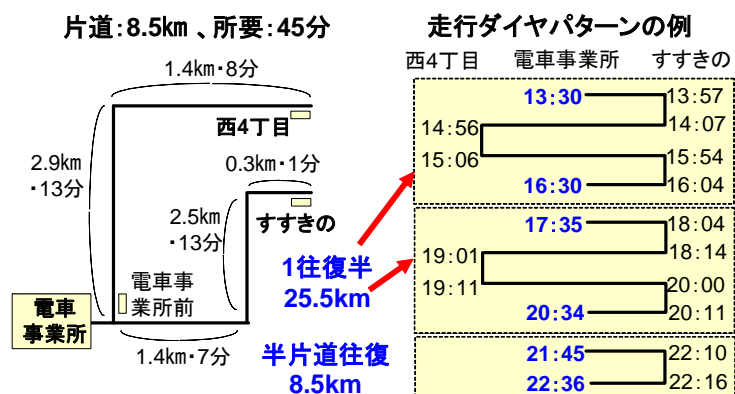 片道:8.5km 、所要:45分
1.4km・8分
西4丁目
0.3km・1分
2.9km
・13分
2.5km
・13分
すすきの
電車事
業所前
電車
事業所
1.4km・7分
1往復半
25.5km
半片道往復
8.5km
走行ダイヤパターンの例
西4丁目 電車事業所 すすきの
13:30 13:57
14:56 14:07
15:06 15:54
16:30 16:04
17:35 18:04
19:01 18:14
19:11 20:00
20:34 20:11
21:45 22:10
22:36 22:16